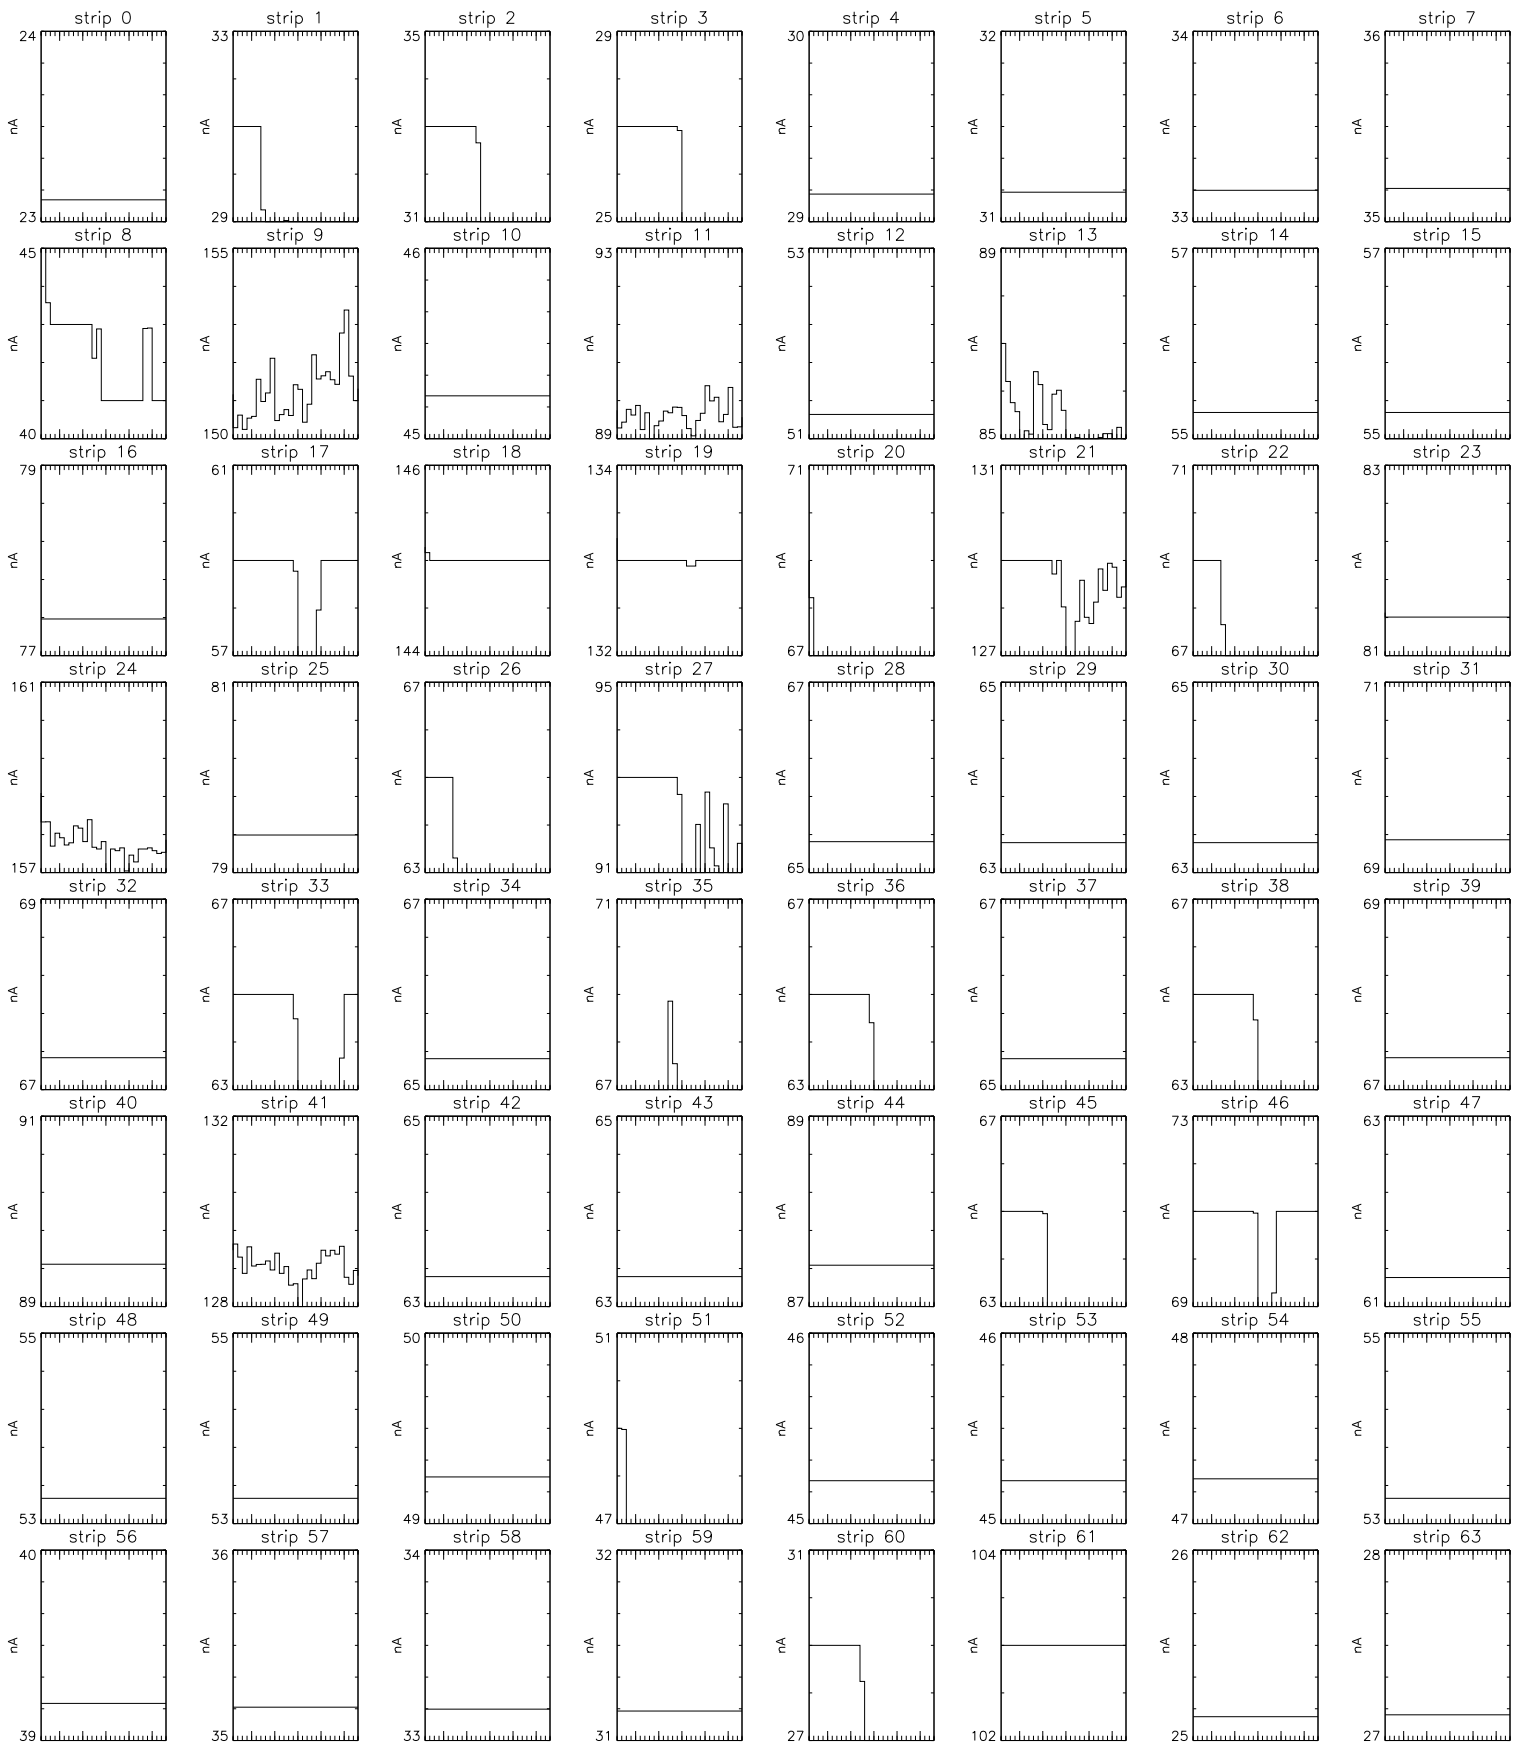 strip 0 strip 1 strip 2 strip 3 strip 4 strip 5 strip 6 strip 7
24 33 35 29 30 32 34 36
nA nA nA nA nA nA nA nA
23 29 31 25 29 31 33 35
strip 8 strip 9 strip 10 strip 11 strip 12 strip 13 strip 14 strip 15
45 155 46 93 53 89 57 57
nA nA nA nA nA nA nA nA
40 150 45 89 51 85 55 55
strip 16 strip 17 strip 18 strip 19 strip 20 strip 21 strip 22 strip 23
79 61 146 134 71 131 71 83
nA nA nA nA nA nA nA nA
77 57 144 132 67 127 67 81
strip 24 strip 25 strip 26 strip 27 strip 28 strip 29 strip 30 strip 31
161 81 67 95 67 65 65 71
nA nA nA nA nA nA nA nA
157 79 63 91 65 63 63 69
strip 32 strip 33 strip 34 strip 35 strip 36 strip 37 strip 38 strip 39
69 67 67 71 67 67 67 69
nA nA nA nA nA nA nA nA
67 63 65 67 63 65 63 67
strip 40 strip 41 strip 42 strip 43 strip 44 strip 45 strip 46 strip 47
91 132 65 65 89 67 73 63
nA nA nA nA nA nA nA nA
89 128 63 63 87 63 69 61
strip 48 strip 49 strip 50 strip 51 strip 52 strip 53 strip 54 strip 55
55 55 50 51 46 46 48 55
nA nA nA nA nA nA nA nA
53 53 49 47 45 45 47 53
strip 56 strip 57 strip 58 strip 59 strip 60 strip 61 strip 62 strip 63
40 36 34 32 31 104 26 28
nA nA nA nA nA nA nA nA
39 35 33 31 27 102 25 27